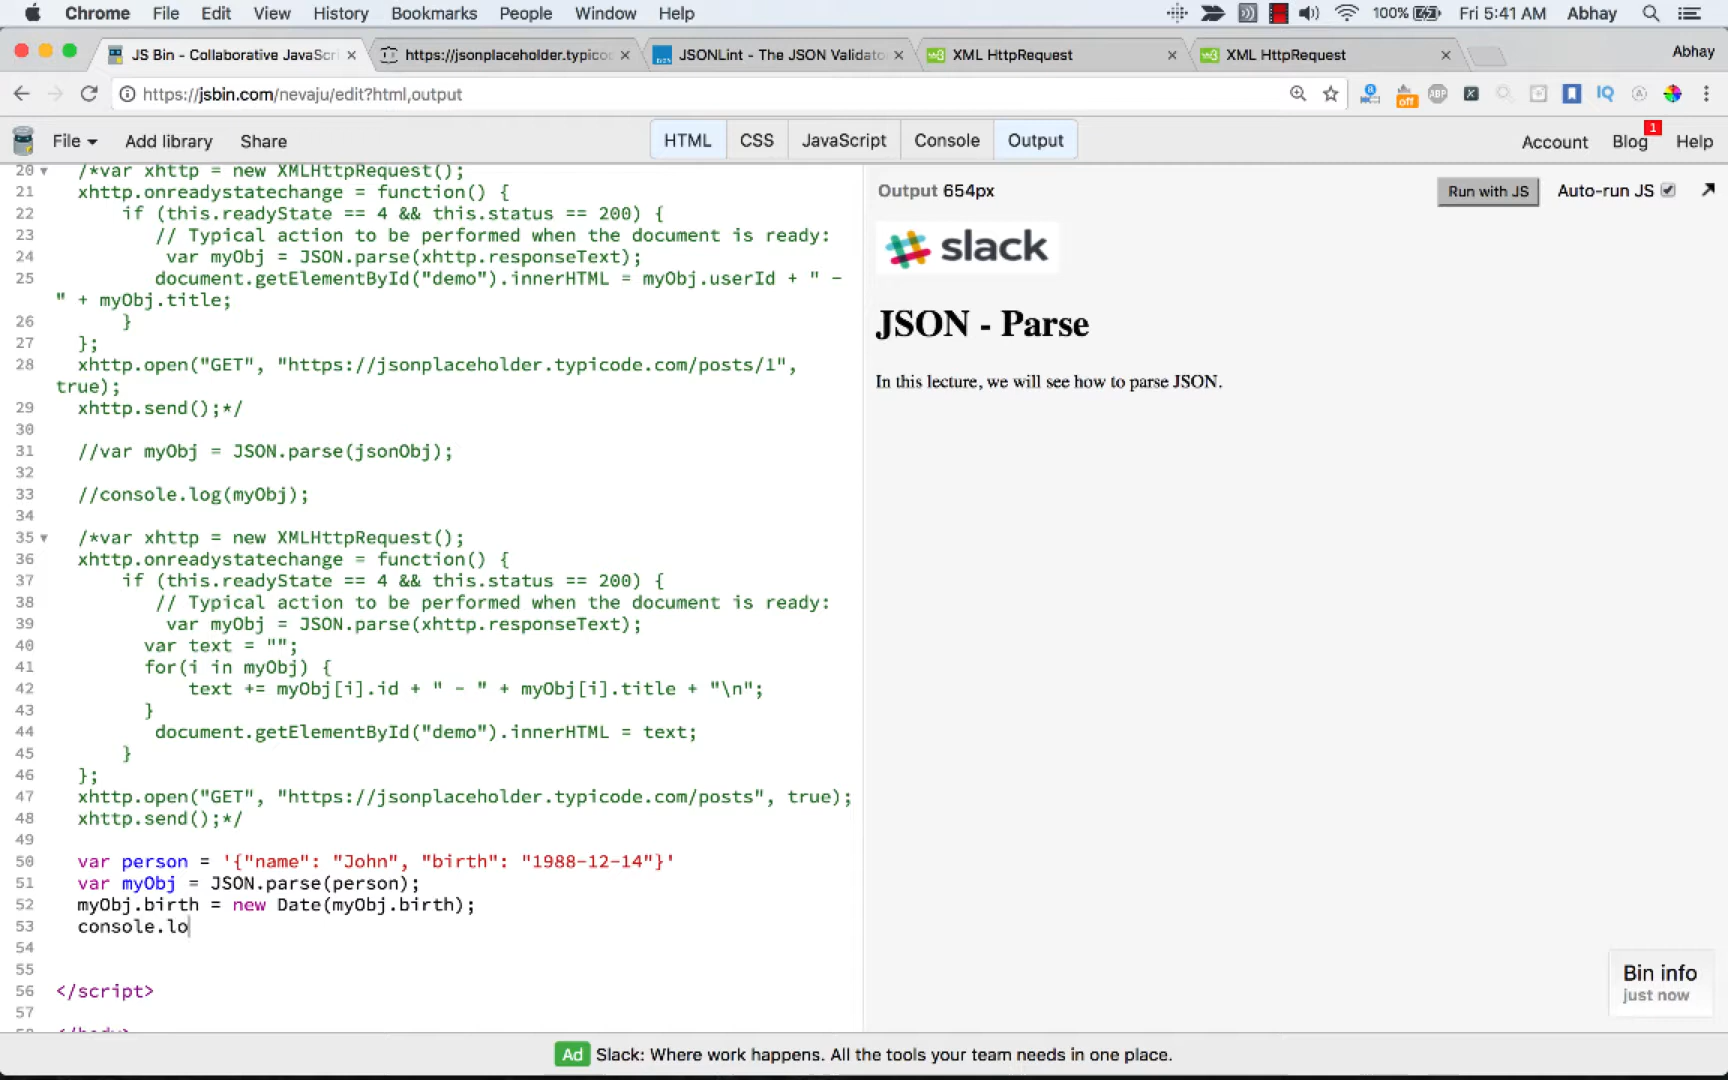 Chrome File Edit View History Bookmarks People Window Help 100% Fri 5:41 AM Abhay
JS Bin - Collaborative JavaScri https://jsonplaceholder.typico JSONLint - The JSON Validato XML HttpRequest XML HttpRequest Abhay
https://jsbin.com/nevaju/edit?html,output off ABP X IQ A
File Add library Share HTML CSS JavaScript Console Output Account Blog 1 Help
Output 654px Run with JS Auto-run JS
20 /*var xhttp = new XMLHttpRequest();
21 xhttp.onreadystatechange = function() {
22 if (this.readyState == 4 && this.status == 200) {
23 // Typical action to be performed when the document is ready:
24 var myObj = JSON.parse(xhttp.responseText);
25 document.getElementById("demo").innerHTML = myObj.userId + " -
" + myObj.title;
26 }
27 };
28 xhttp.open("GET", "https://jsonplaceholder.typicode.com/posts/1",
true);
29 xhttp.send();*/
30
31 //var myObj = JSON.parse(jsonObj);
32
33 //console.log(myObj);
34
35 /*var xhttp = new XMLHttpRequest();
36 xhttp.onreadystatechange = function() {
37 if (this.readyState == 4 && this.status == 200) {
38 // Typical action to be performed when the document is ready:
39 var myObj = JSON.parse(xhttp.responseText);
40 var text = "";
41 for(i in myObj) {
42 text += myObj[i].id + " - " + myObj[i].title + "\n";
43 }
44 document.getElementById("demo").innerHTML = text;
45 }
46 };
47 xhttp.open("GET", "https://jsonplaceholder.typicode.com/posts", true);
48 xhttp.send();*/
49
50 var person = '{"name": "John", "birth": "1988-12-14"}'
51 var myObj = JSON.parse(person);
52 myObj.birth = new Date(myObj.birth);
53 console.lo
54
55
56 </script>
57
58 </body>
slack
JSON - Parse
In this lecture, we will see how to parse JSON.
Bin info
just now
Ad Slack: Where work happens. All the tools your team needs in one place.